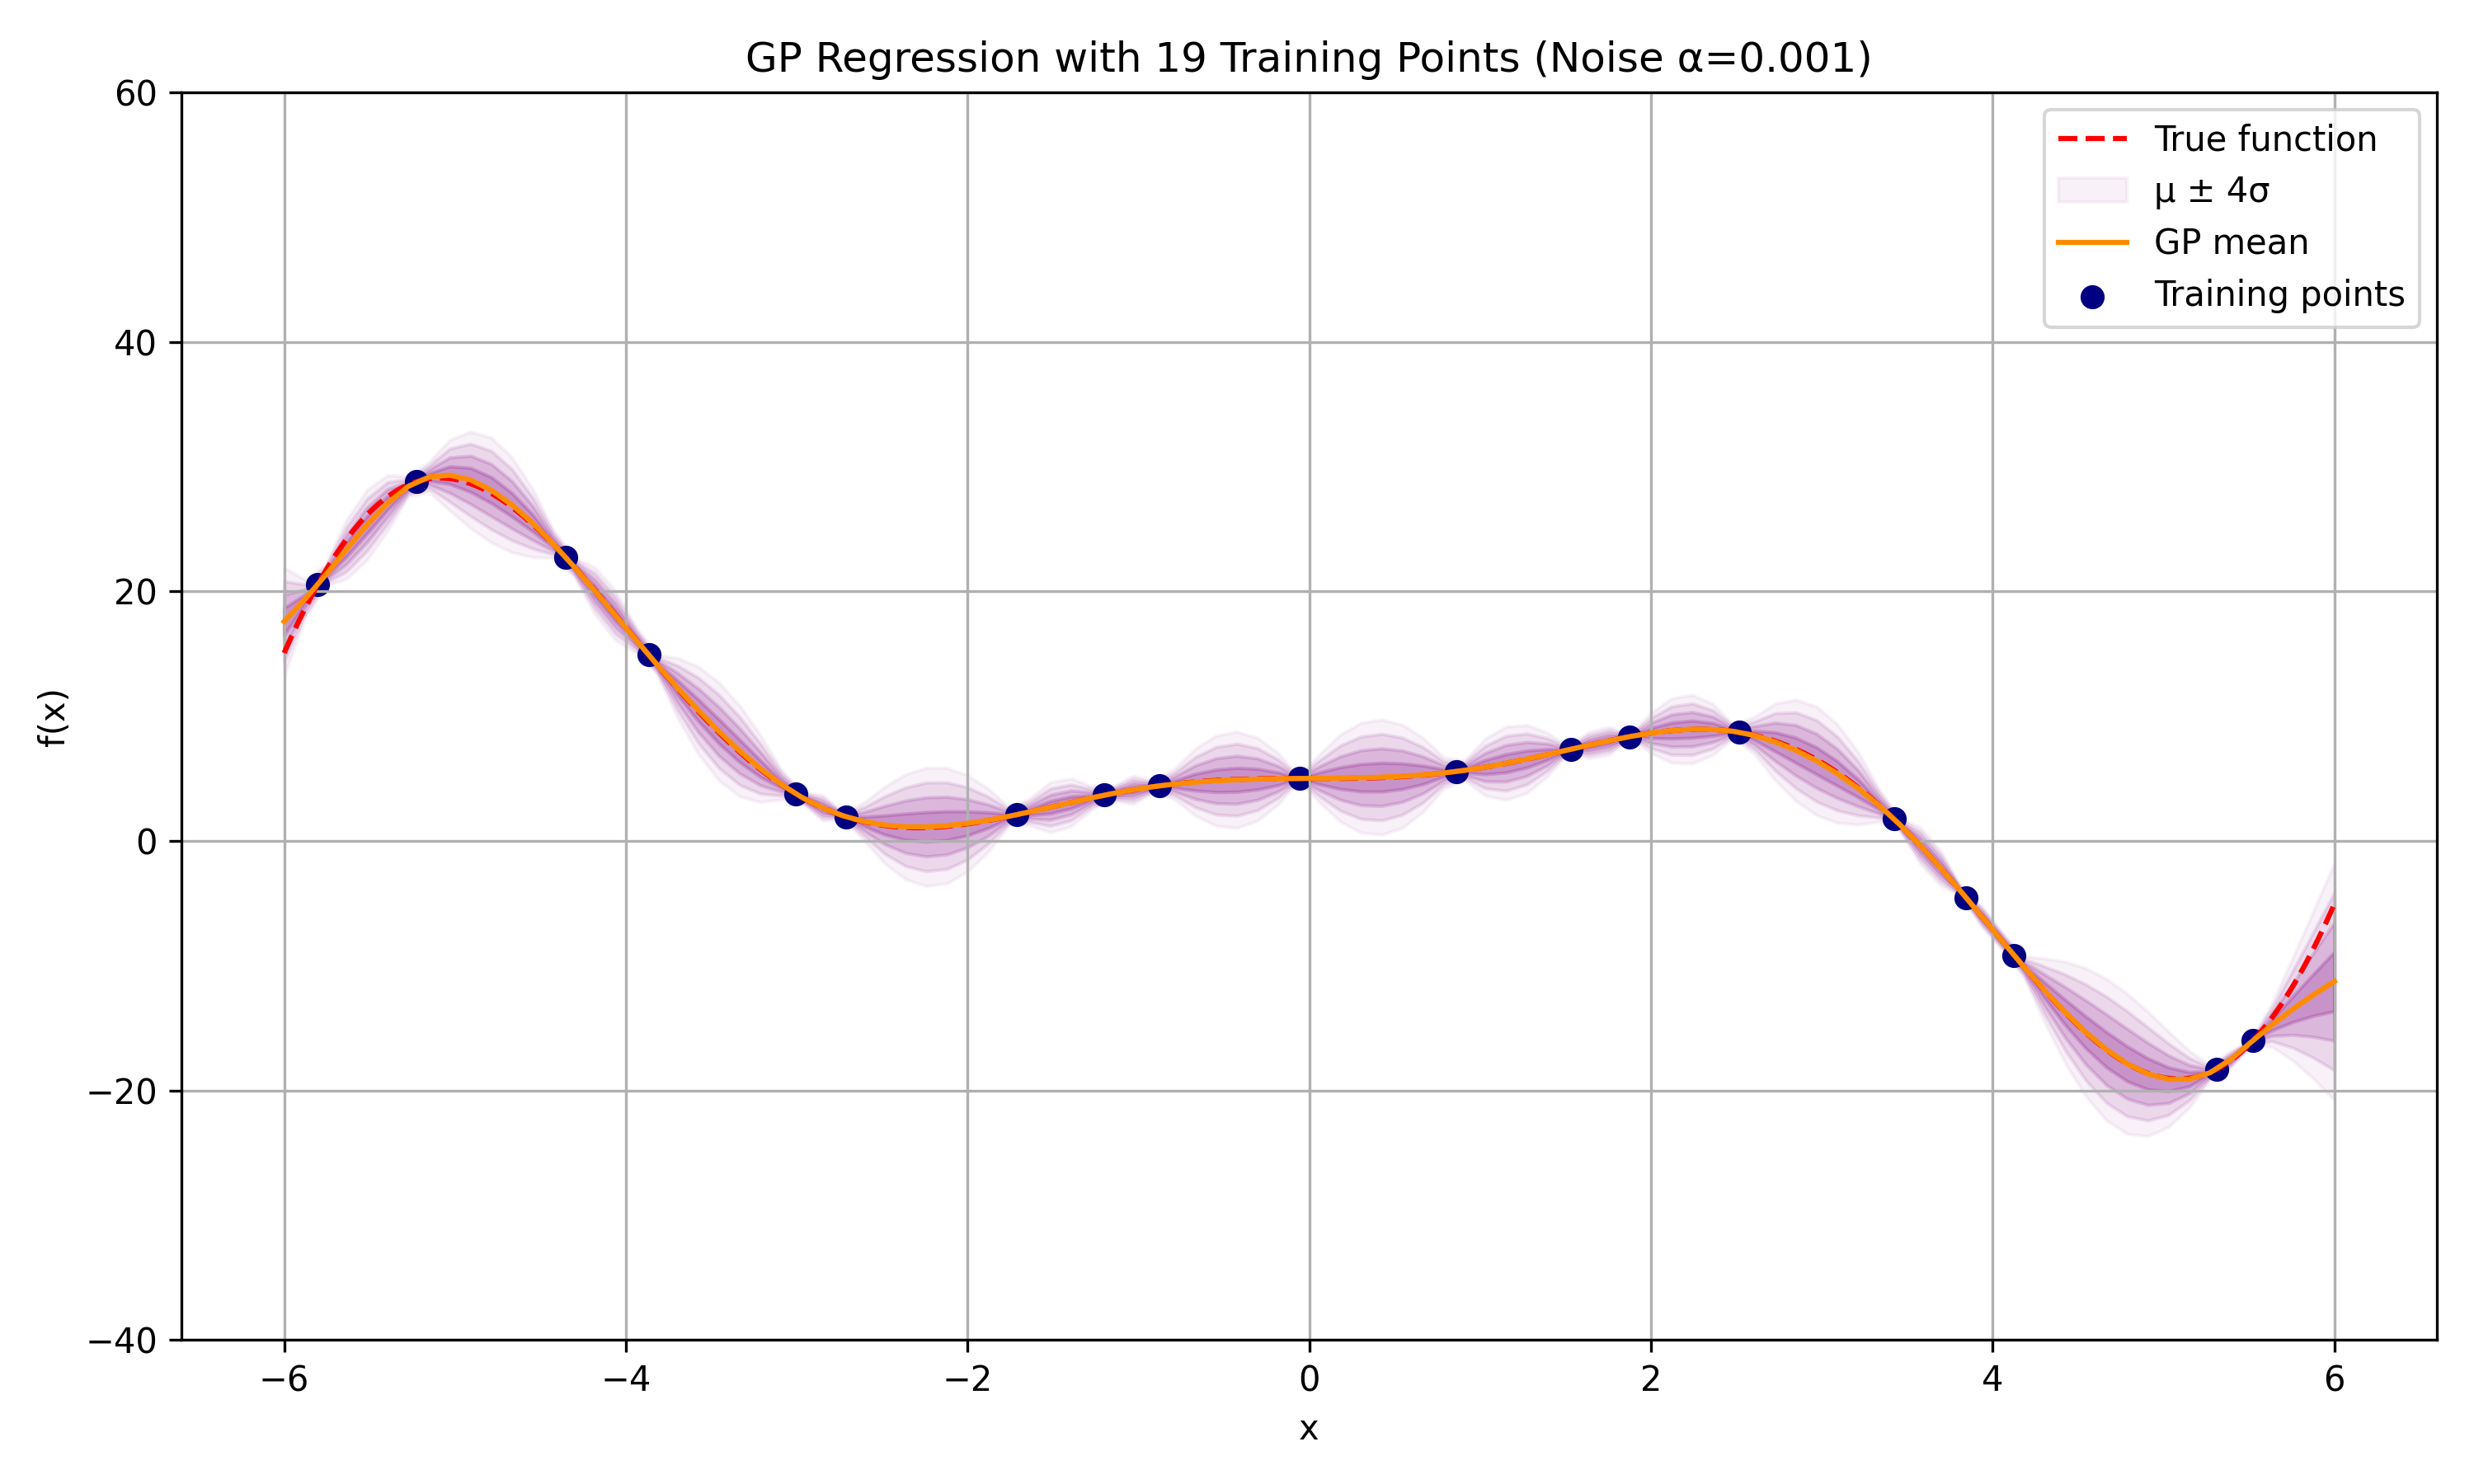 GP Regression with 19 Training Points (Noise α=0.001)
60
40
20
0
−20
−40
f(x)
True function
μ ± 4σ
GP mean
Training points
−6 −4 −2 0 2 4 6
x